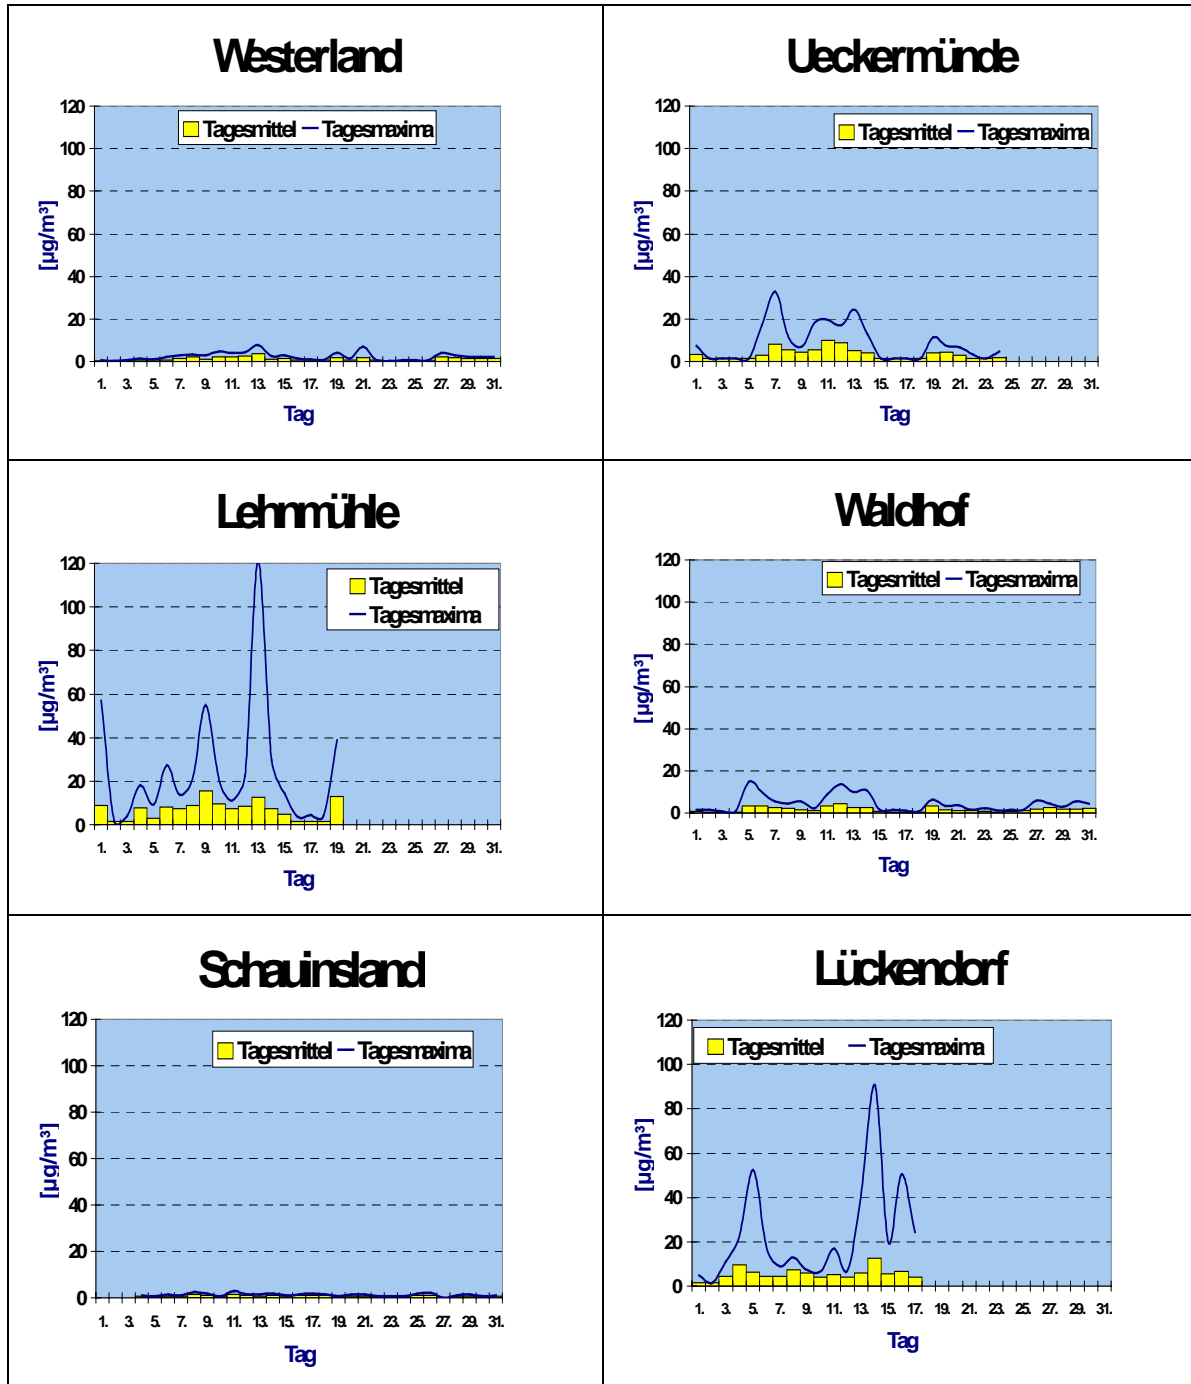 Westerland
120
Tagesmittel Tagesmaxima
100
80
60
40
20
0
[µg/m³]
1. 3. 5. 7. 9. 11. 13. 15. 17. 19. 21. 23. 25. 27. 29. 31.
Tag
Ueckermünde
120
Tagesmittel Tagesmaxima
100
80
60
40
20
0
[µg/m³]
1. 3. 5. 7. 9. 11. 13. 15. 17. 19. 21. 23. 25. 27. 29. 31.
Tag
Lehnmühle
120
Tagesmittel
Tagesmaxima
100
80
60
40
20
0
[µg/m³]
1. 3. 5. 7. 9. 11. 13. 15. 17. 19. 21. 23. 25. 27. 29. 31.
Tag
Waldhof
120
Tagesmittel Tagesmaxima
100
80
60
40
20
0
[µg/m³]
1. 3. 5. 7. 9. 11. 13. 15. 17. 19. 21. 23. 25. 27. 29. 31.
Tag
Schauinsland
120
Tagesmittel Tagesmaxima
100
80
60
40
20
0
[µg/m³]
1. 3. 5. 7. 9. 11. 13. 15. 17. 19. 21. 23. 25. 27. 29. 31.
Tag
Lückendorf
120
Tagesmittel Tagesmaxima
100
80
60
40
20
0
[µg/m³]
1. 3. 5. 7. 9. 11. 13. 15. 17. 19. 21. 23. 25. 27. 29. 31.
Tag